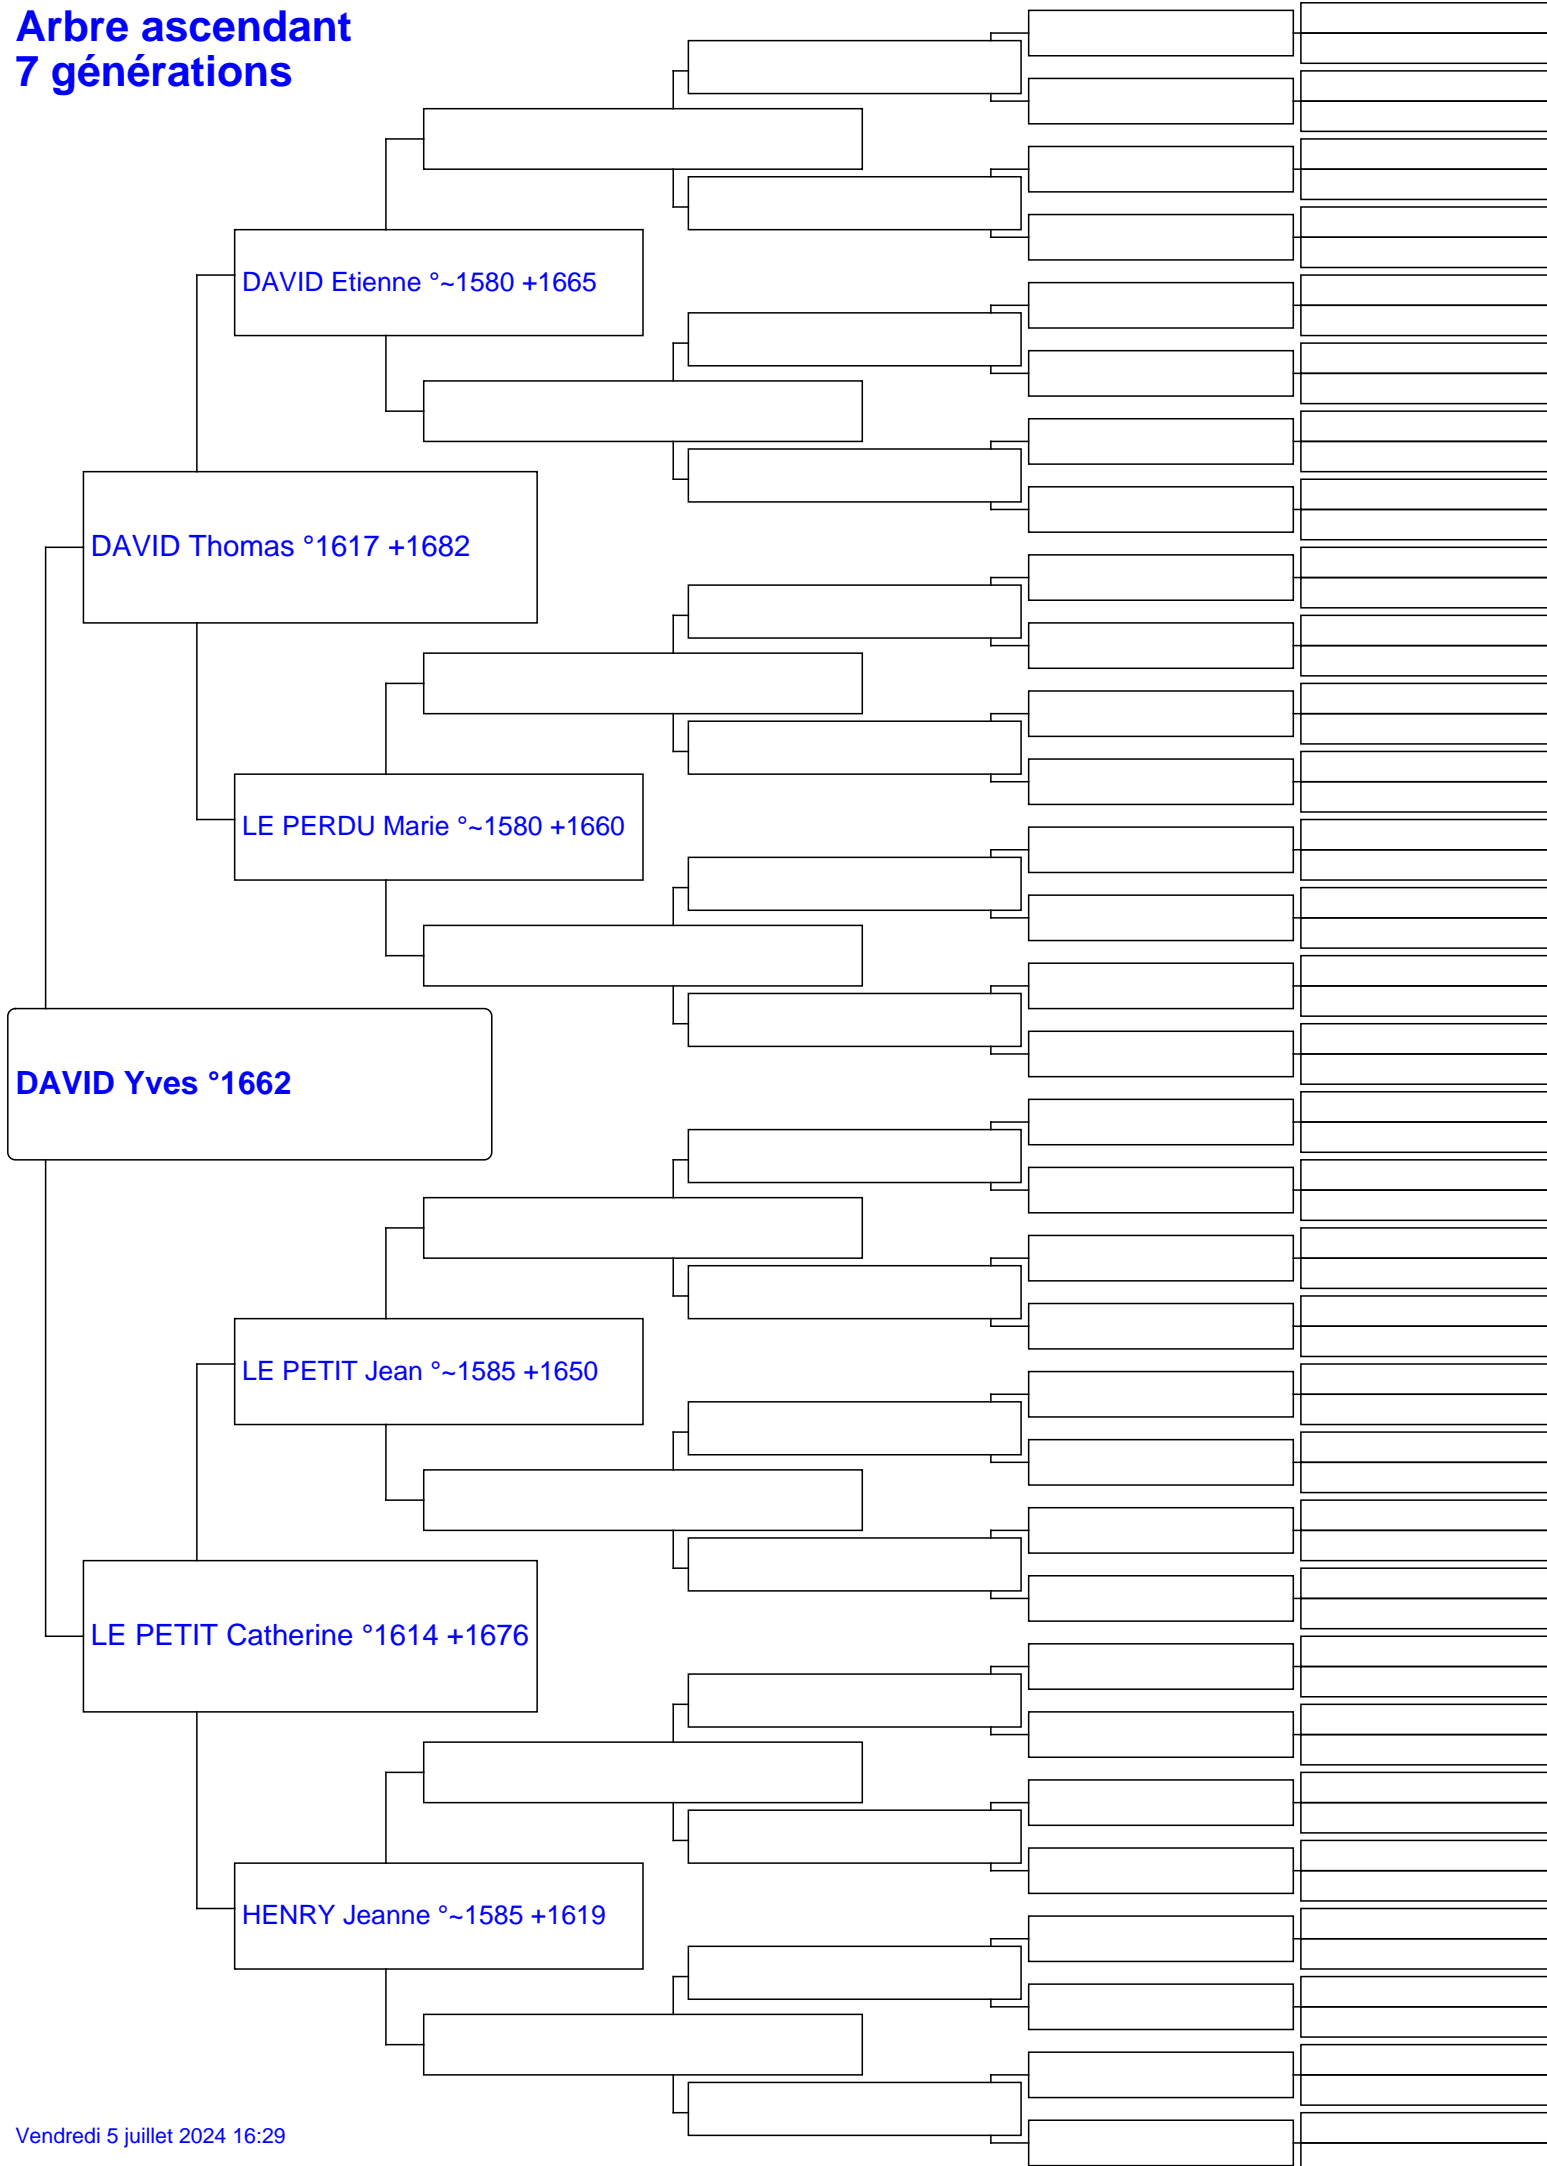 Arbre ascendant
7 générations
DAVID Etienne °~1580 +1665
DAVID Thomas °1617 +1682
LE PERDU Marie °~1580 +1660
DAVID Yves °1662
LE PETIT Jean °~1585 +1650
LE PETIT Catherine °1614 +1676
HENRY Jeanne °~1585 +1619
Vendredi 5 juillet 2024 16:29